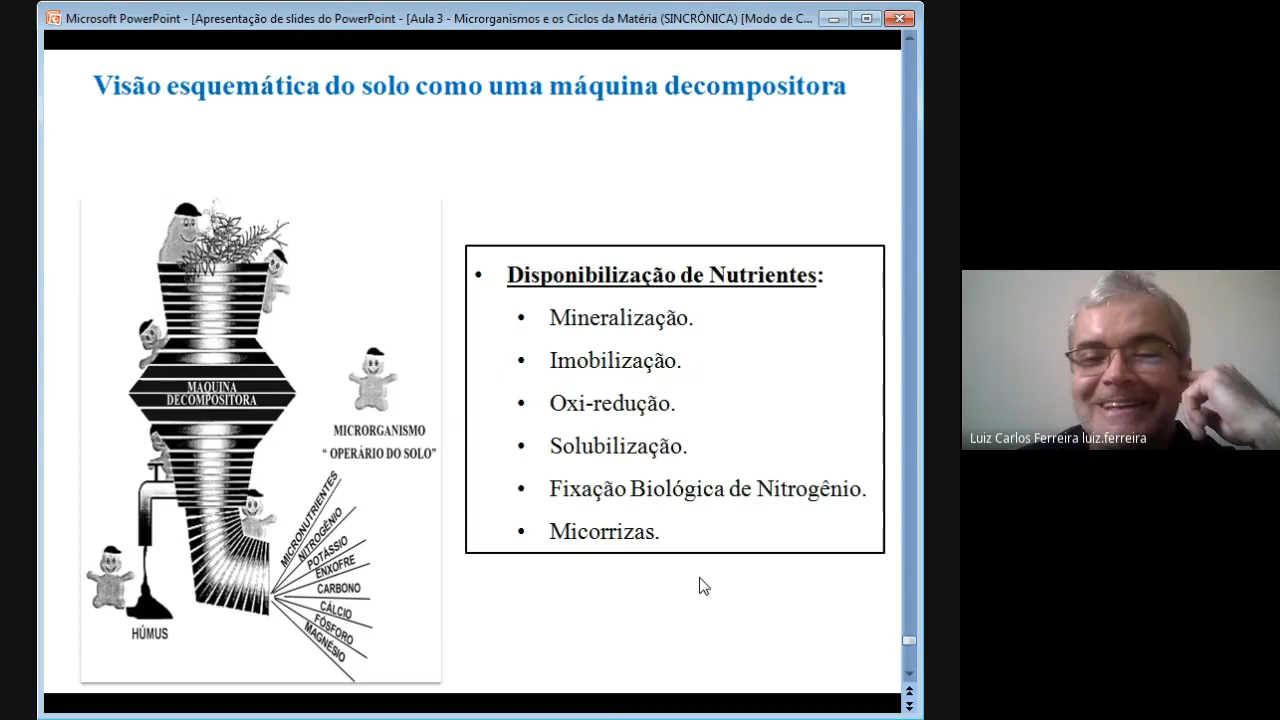 Microsoft PowerPoint - [Apresentação de slides do PowerPoint - [Aula 3 - Microrganismos e os Ciclos da Matéria (SINCRÔNICA) [Modo de C...
Visão esquemática do solo como uma máquina decompositora
MAQUINA
DECOMPOSITORA
MICRORGANISMO
“ OPERÁRIO DO SOLO”
MICRONUTRIENTES
NITROGÊNIO
POTÁSSIO
ENXOFRE
CARBONO
CÁLCIO
FÓSFORO
MAGNÉSIO
HÚMUS
• Disponibilização de Nutrientes:
• Mineralização.
• Imobilização.
• Oxi-redução.
• Solubilização.
• Fixação Biológica de Nitrogênio.
• Micorrizas.
Luiz Carlos Ferreira luiz.ferreira